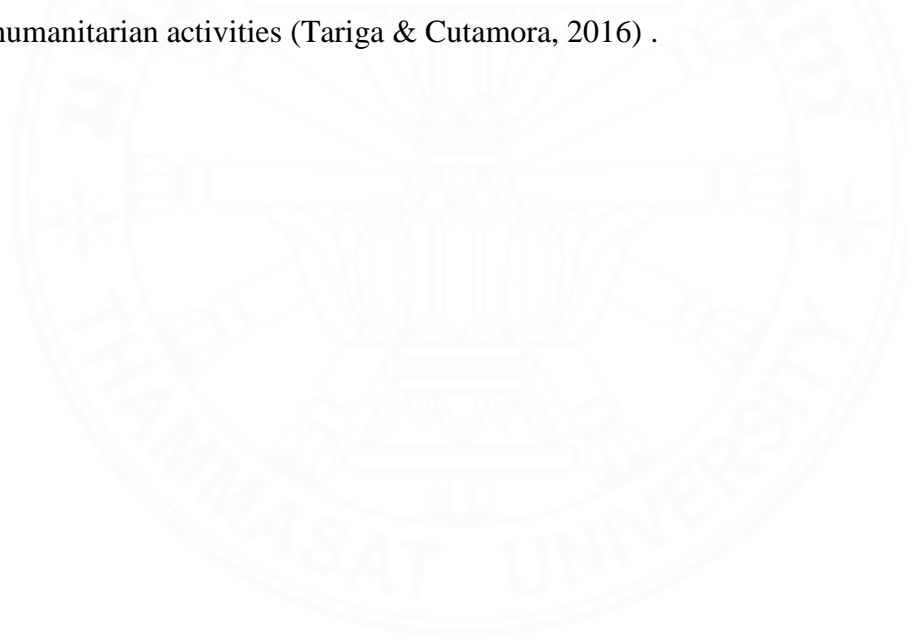 humanitarian activities (Tariga & Cutamora, 2016) .
THAMMASAT UNIVERSITY